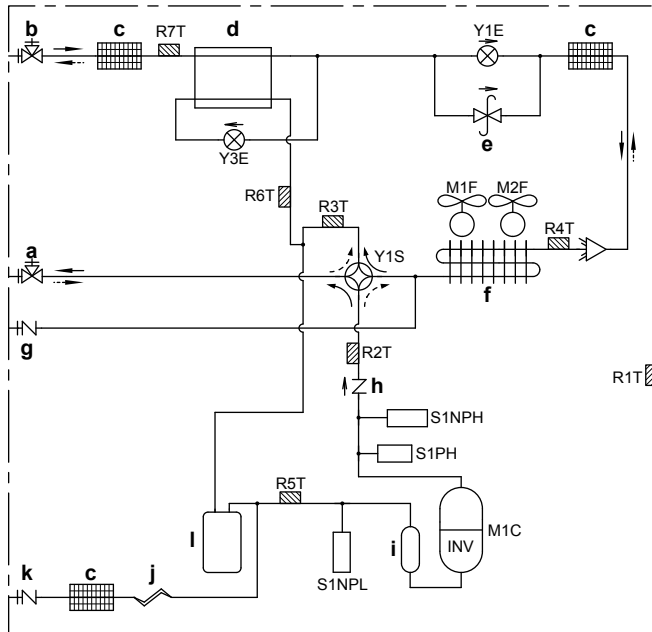 b
c
R7T
d
Y1E
c
e
Y3E
R6T
R3T
M1F
M2F
R4T
a
Y1S
f
g
R2T
R1T
h
S1NPH
S1PH
R5T
M1C
l
i
INV
k
c
j
S1NPL